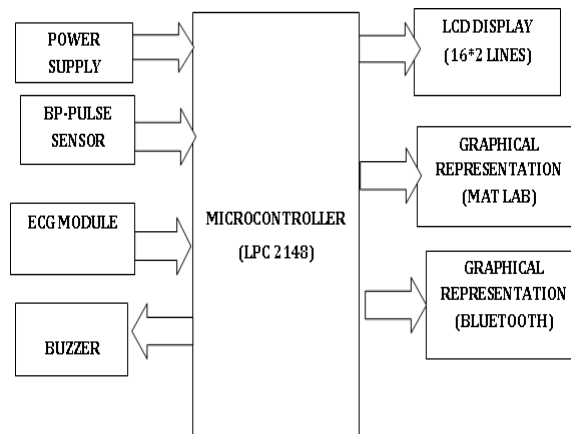 POWER
SUPPLY
BP-PULSE
SENSOR
ECG MODULE
BUZZER
MICROCONTROLLER
(LPC 2148)
LCD DISPLAY
(16*2 LINES)
GRAPHICAL
REPRESENTATION
(MAT LAB)
GRAPHICAL
REPRESENTATION
(BLUETOOTH)